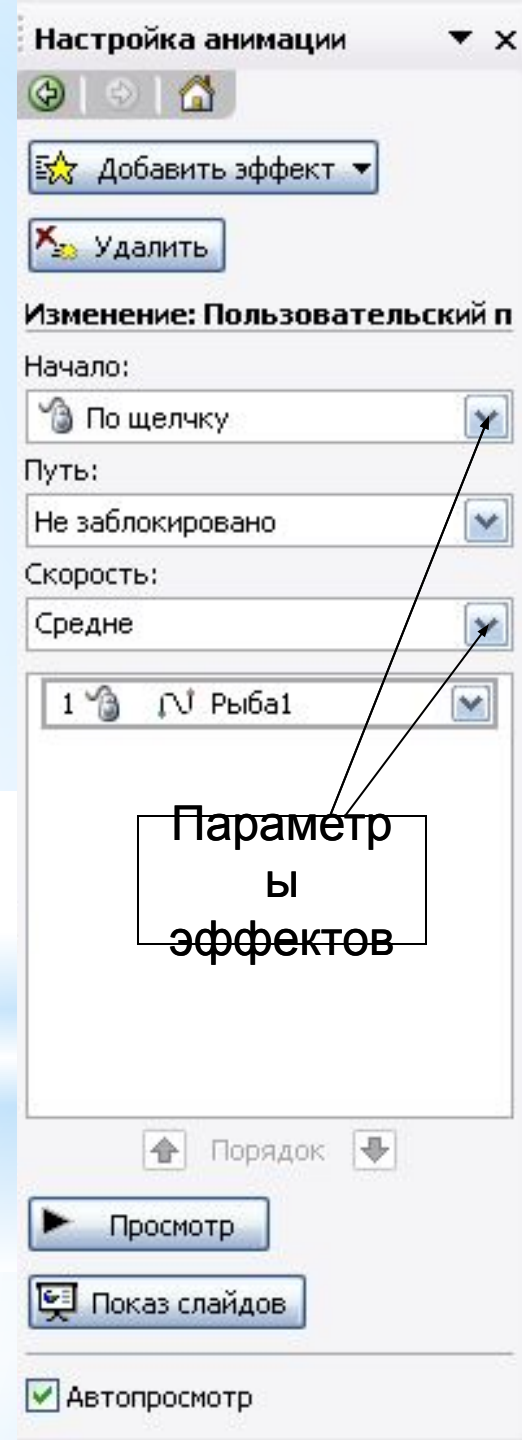 Настройка анимации
Добавить эффект
Удалить
Изменение: Пользовательский п
Начало:
По щелчку
Путь:
Не заблокировано
Скорость:
Средне
1 Рыба1
Параметр
ы
эффектов
Порядок
Просмотр
Показ слайдов
Автопросмотр